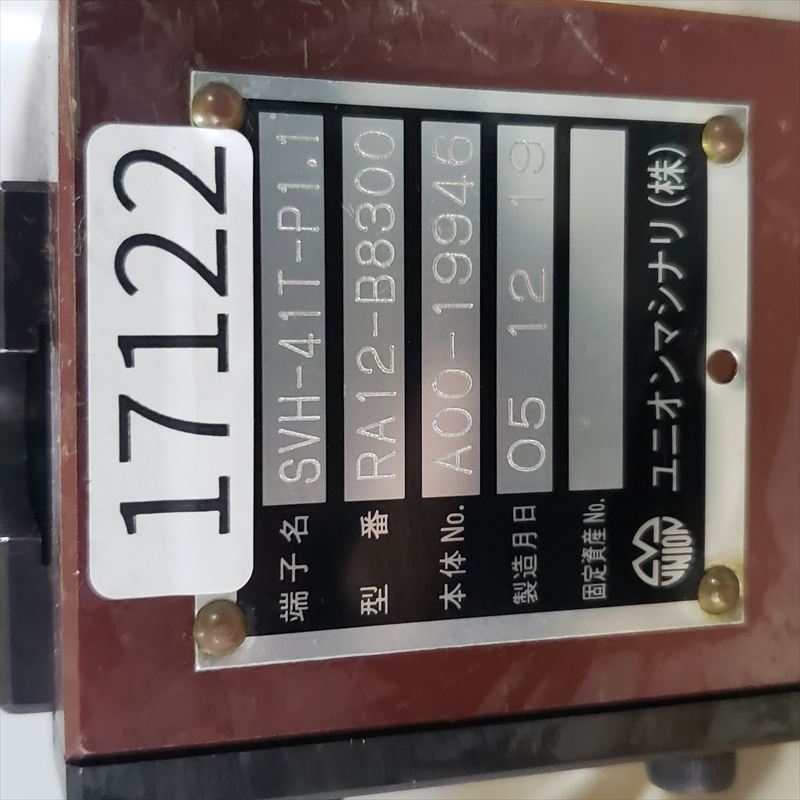 17122
端子名 SVH-41T-P1.1
型番 RA12-B8300
本体No. A00-19946
製造月日 05 12 19
固定資産No.
UNION ユニオンマシナリ(株)